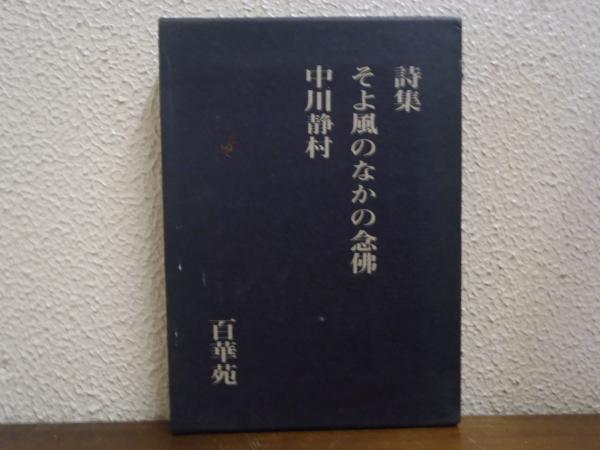 詩集
そよ風のなかの念佛
中川静村
百華苑